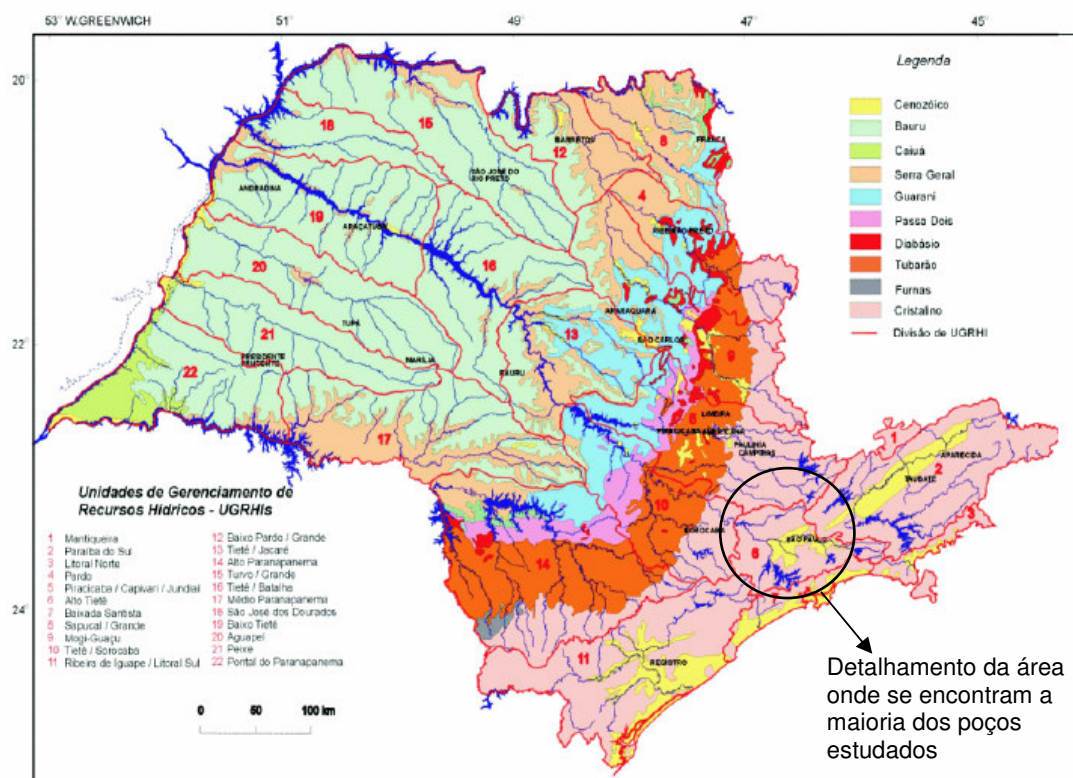 53° W.GREENWICH
51
49
47
45
20°
22
24
Legenda
Cenozóico
Bauru
Caiuá
Serra Geral
Guarani
Passa Dois
Diabásio
Tubarão
Furnas
Cristalino
Divisão de UGRHI
18
15
12
8
BARRETOS
FRANCA
SÃO JOSÉ DO
RIO PRETO
ANDRADINA
4
19
ARAÇATUBA
RIBEIRÃO PRETO
20
16
ARARAQUARA
13
SÃO CARLOS
21
TUPÃ
9
PRESIDENTE
PRUDENTE
MARÍLIA
BAURU
22
LIMEIRA
17
PIRACICABA
AMERICANA
PAULÍNIA
CAMPINAS
1
APARECIDA
2
TAUBATÉ
10
SOROCABA
3
6
SÃO PAULO
14
11
REGISTRO
Unidades de Gerenciamento de
Recursos Hídricos - UGRHIs
1 Mantiqueira
2 Paraíba do Sul
3 Litoral Norte
4 Pardo
5 Piracicaba / Capivari / Jundiaí
6 Alto Tietê
7 Baixada Santista
8 Sapucaí / Grande
9 Mogi-Guaçu
10 Tietê / Sorocaba
11 Ribeira de Iguape / Litoral Sul
12 Baixo Pardo / Grande
13 Tietê / Jacaré
14 Alto Paranapanema
15 Turvo / Grande
16 Tietê / Batalha
17 Médio Paranapanema
18 São José dos Dourados
19 Baixo Tietê
20 Aguapeí
21 Peixe
22 Pontal do Paranapanema
0 50 100 km
Detalhamento da área
onde se encontram a
maioria dos poços
estudados